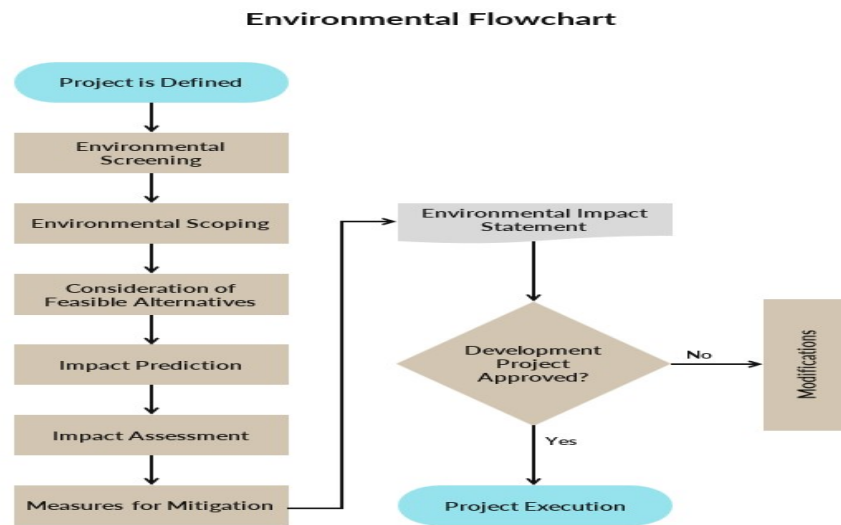 Environmental Flowchart
Project is Defined
Environmental
Screening
Environmental Scoping
Consideration of
Feasible Alternatives
Impact Prediction
Impact Assessment
Measures for Mitigation
Environmental Impact
Statement
Development
Project
Approved?
No
Modifications
Yes
Project Execution